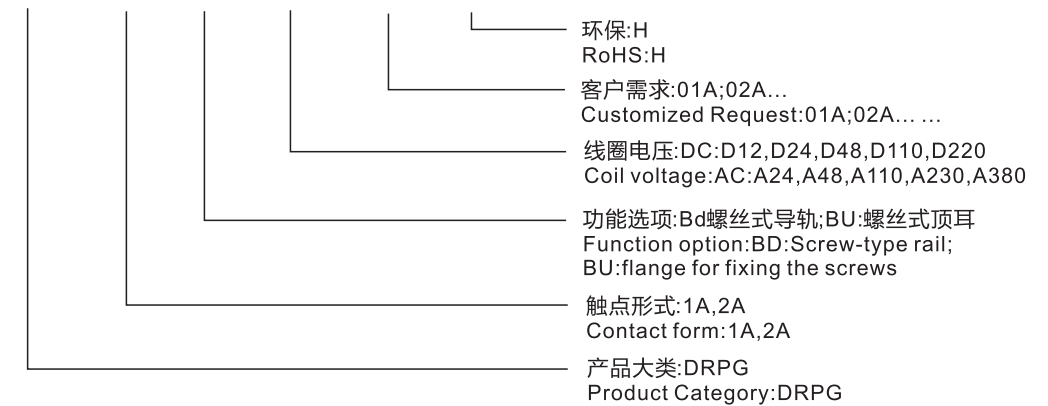 环保:H
RoHS:H
客户需求:01A;02A...
Customized Request:01A;02A... ...
线圈电压:DC:D12,D24,D48,D110,D220
Coil voltage:AC:A24,A48,A110,A230,A380
功能选项:Bd螺丝式导轨;BU:螺丝式顶耳
Function option:BD:Screw-type rail;
BU:flange for fixing the screws
触点形式:1A,2A
Contact form:1A,2A
产品大类:DRPG
Product Category:DRPG